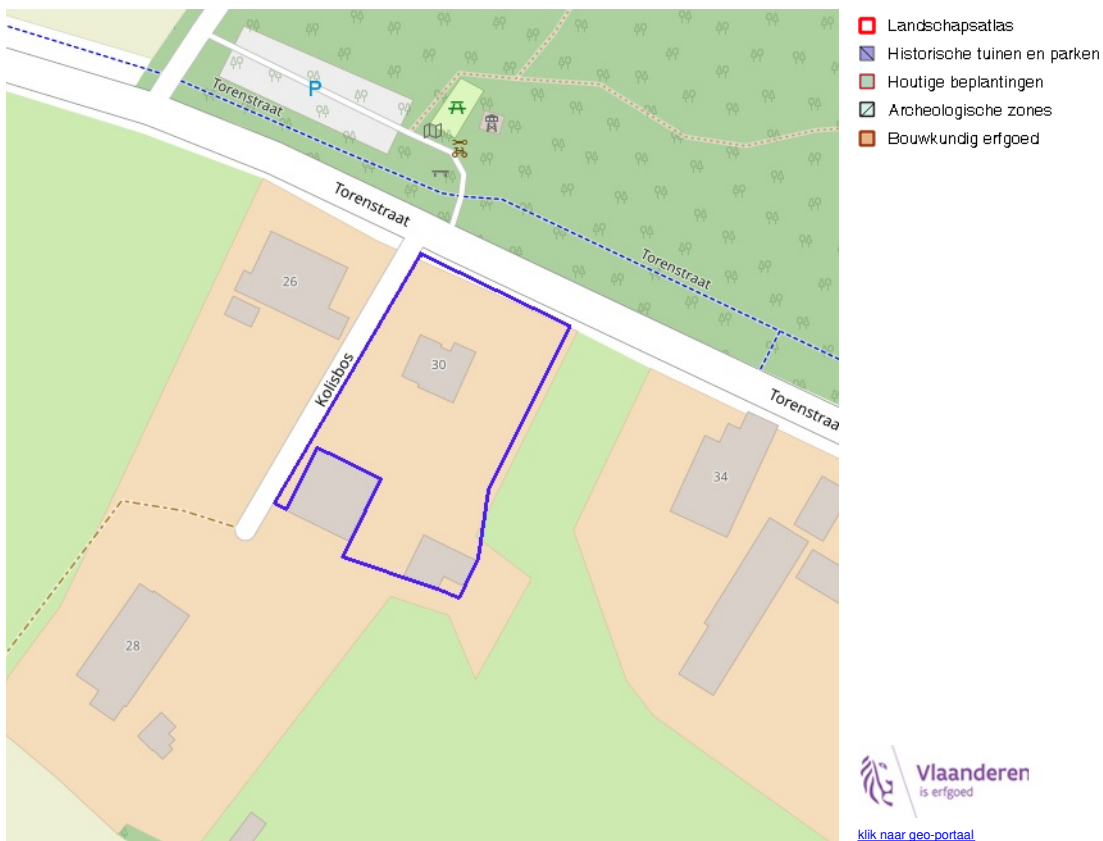 Torenstraat
P
Torenstraat
Torenstraat
26
30
Kolisbos
Torenstraa
34
28
Landschapsatlas
Historische tuinen en parken
Houtige beplantingen
Archeologische zones
Bouwkundig erfgoed
Vlaanderen
is erfgoed
klik naar geo-portaal